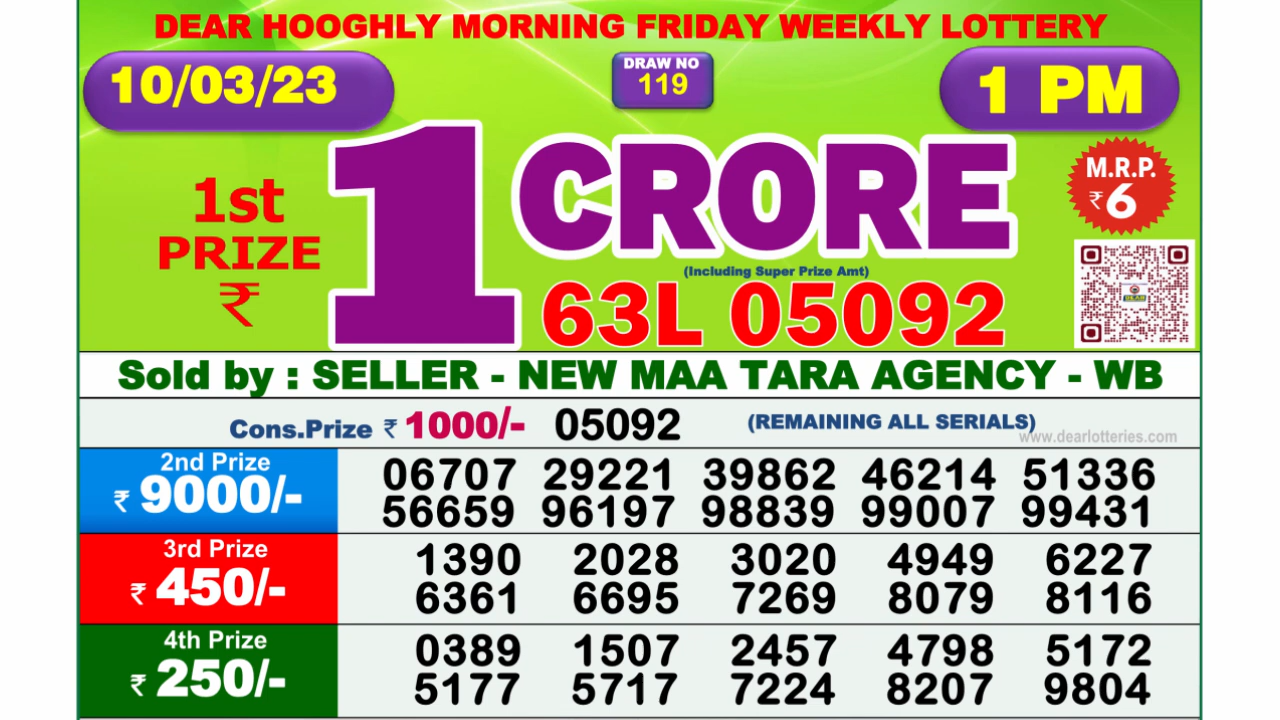 DEAR HOOGHLY MORNING FRIDAY WEEKLY LOTTERY
10/03/23
DRAW NO
119
1 PM
1st
PRIZE
₹
1 CRORE
(Including Super Prize Amt)
63L 05092
M.R.P.
₹6
DEAR
Sold by : SELLER - NEW MAA TARA AGENCY - WB
Cons.Prize ₹ 1000/- 05092 (REMAINING ALL SERIALS)
www.dearlotteries.com
2nd Prize
₹ 9000/-
06707 29221 39862 46214 51336
56659 96197 98839 99007 99431
3rd Prize
₹ 450/-
1390 2028 3020 4949 6227
6361 6695 7269 8079 8116
4th Prize
₹ 250/-
0389 1507 2457 4798 5172
5177 5717 7224 8207 9804